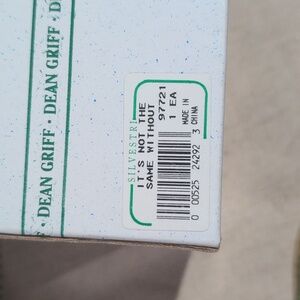 DEAN GRIFF • DEAN GRIFF • D
SILVESTRI
IT'S NOT THE
SAME WITHOUT
97721
1 EA
MADE IN
CHINA
0 00525 24292 3